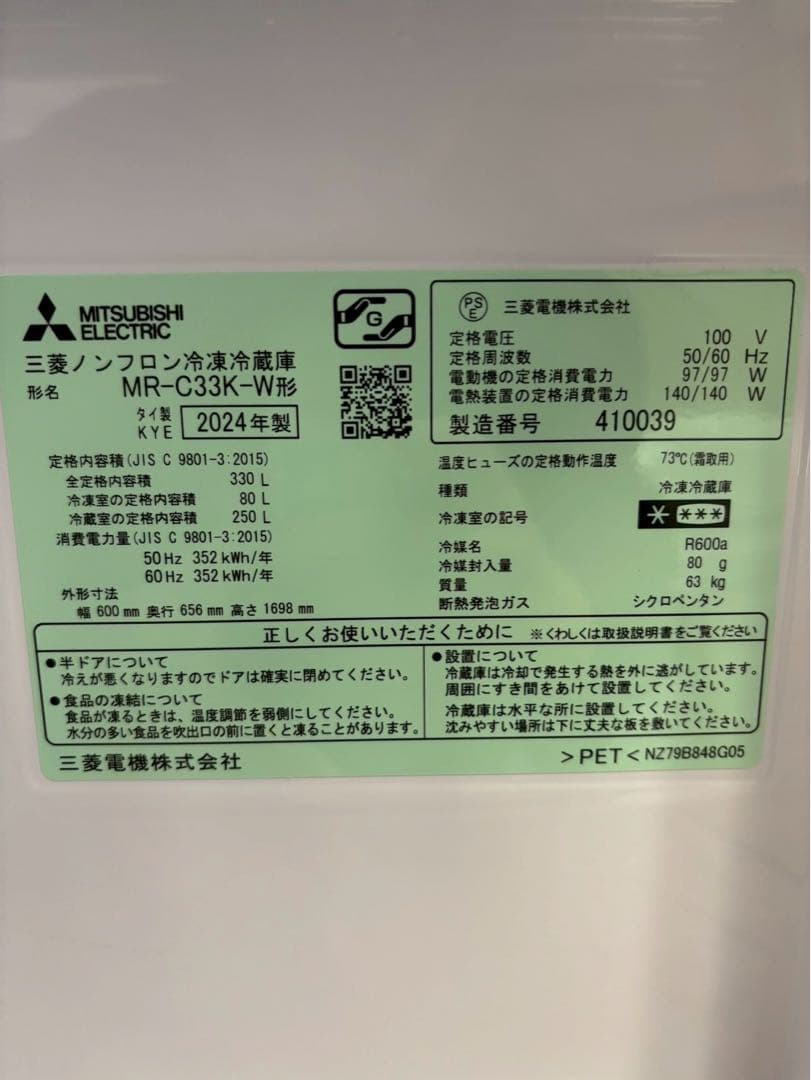 MITSUBISHI
ELECTRIC
G
三菱ノンフロン冷凍冷蔵庫
形名 MR-C33K-W形
タイ製
KYE 2024年製
定格内容積(JIS C 9801-3:2015)
全定格内容積 330 L
冷凍室の定格内容積 80 L
冷蔵室の定格内容積 250 L
消費電力量(JIS C 9801-3:2015)
50Hz 352 kWh/年
60Hz 352 kWh/年
外形寸法
幅 600 mm 奥行 656 mm 高さ 1698 mm
PSE 三菱電機株式会社
定格電圧 100 V
定格周波数 50/60 Hz
電動機の定格消費電力 97/97 W
電熱装置の定格消費電力 140/140 W
製造番号 410039
温度ヒューズの定格動作温度 73℃(霜取用)
種類 冷凍冷蔵庫
冷凍室の記号 * ***
冷媒名 R600a
冷媒封入量 80 g
質量 63 kg
断熱発泡ガス シクロペンタン
正しくお使いいただくために ※くわしくは取扱説明書をご覧ください
●半ドアについて
冷えが悪くなりますのでドアは確実に閉めてください。
●食品の凍結について
食品が凍るときは、温度調節を弱側にしてください。
水分の多い食品を吹出口の前に置くと凍ることがあります。
●設置について
冷蔵庫は冷却で発生する熱を外に逃がしています。
周囲にすき間をあけて設置してください。
冷蔵庫は水平な所に設置してください。
沈みやすい場所は下に丈夫な板を敷いてください。
三菱電機株式会社
>PET< NZ79B848G05